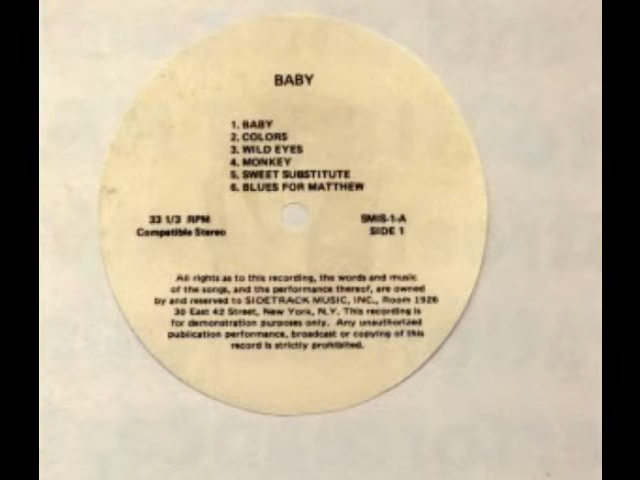 BABY
1. BABY
2. COLORS
3. WILD EYES
4. MONKEY
5. SWEET SUBSTITUTE
6. BLUES FOR MATTHEW
33 1/3 RPM
Compatible Stereo
SMIS-1-A
SIDE 1
All rights as to this recording, the words and music
of the songs, and the performance thereof, are owned
by and reserved to SIDETRACK MUSIC, INC., Room 1926
30 East 42 Street, New York, N.Y. This recording is
for demonstration purposes only. Any unauthorized
publication performance, broadcast or copying of this
record is strictly prohibited.